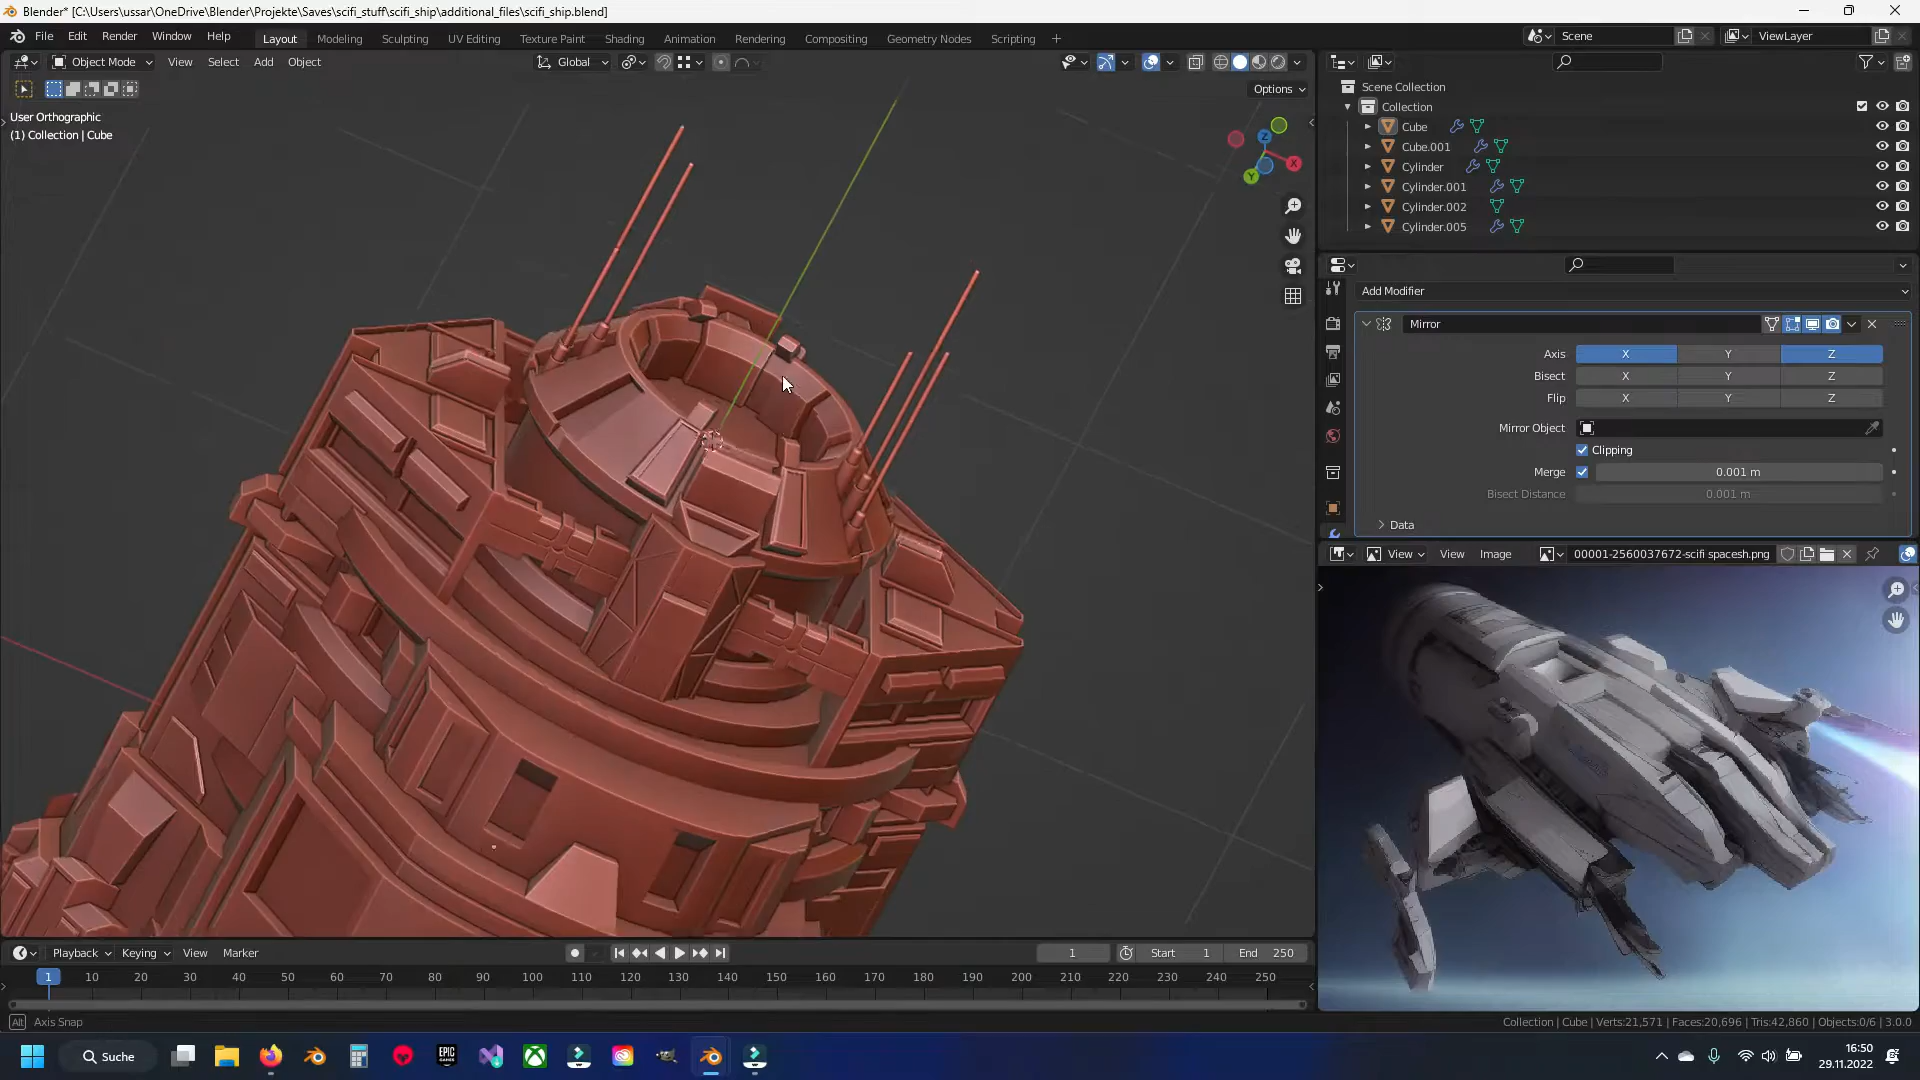 Blender* [C:\Users\ussar\OneDrive\Blender\Projekte\Saves\scifi_stuff\scifi_ship\additional_files\scifi_ship.blend]
File Edit Render Window Help Layout Modeling Sculpting UV Editing Texture Paint Shading Animation Rendering Compositing Geometry Nodes Scripting + Scene ViewLayer
Object Mode View Select Add Object Global
Options
User Orthographic
(1) Collection | Cube
Z
X
Y
Scene Collection
Collection
Cube
Cube.001
Cylinder
Cylinder.001
Cylinder.002
Cylinder.005
Add Modifier
Mirror
Axis X Y Z
Bisect X Y Z
Flip X Y Z
Mirror Object
Clipping
Merge 0.001 m
Bisect Distance 0.001 m
Data
View View Image 00001-2560037672-scifi spacesh.png
Playback Keying View Marker 1 Start 1 End 250
1 10 20 30 40 50 60 70 80 90 100 110 120 130 140 150 160 170 180 190 200 210 220 230 240 250
Alt Axis Snap
Collection | Cube | Verts:21,571 | Faces:20,696 | Tris:42,860 | Objects:0/6 | 3.0.0
Suche
EPIC GAMES
16:50
29.11.2022